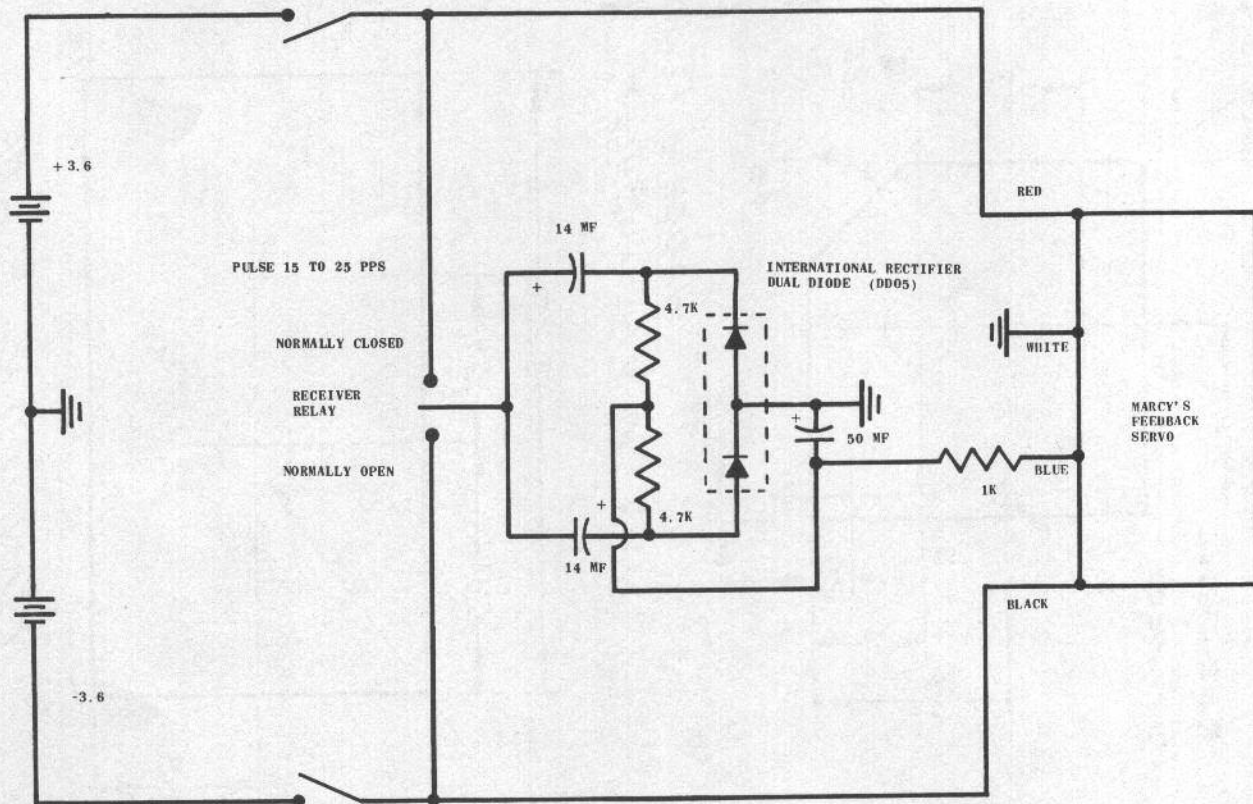 + 3.6
RED
14 MF
+
PULSE 15 TO 25 PPS
INTERNATIONAL RECTIFIER
DUAL DIODE (DD05)
4.7K
NORMALLY CLOSED
WHITE
RECEIVER
RELAY
MARCY'S
FEEDBACK
SERVO
+
50 MF
NORMALLY OPEN
BLUE
1K
+
4.7K
14 MF
BLACK
-3.6